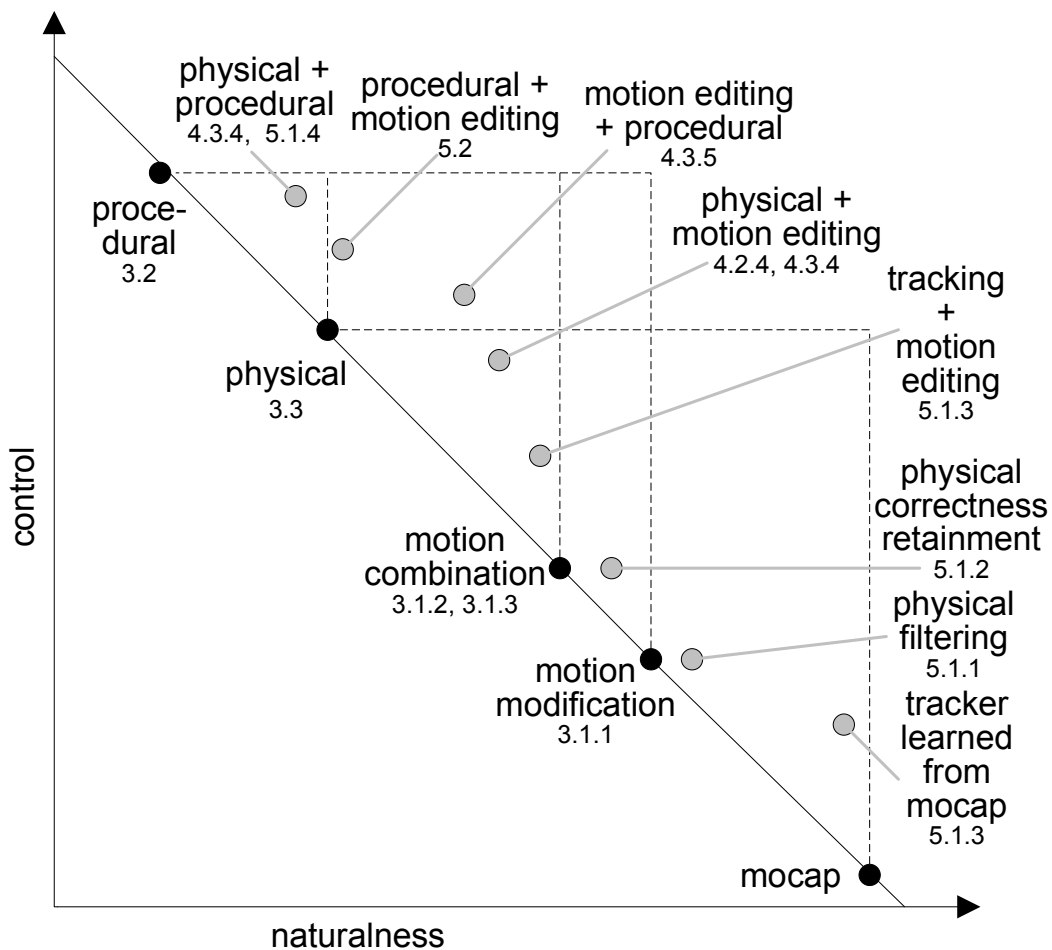 physical +
procedural
4.3.4, 5.1.4
procedural +
motion editing
5.2
motion editing
+ procedural
4.3.5
proce-
dural
3.2
physical +
motion editing
4.2.4, 4.3.4
tracking
+
motion
editing
5.1.3
physical
3.3
control
physical
correctness
retainment
5.1.2
motion
combination
3.1.2, 3.1.3
physical
filtering
5.1.1
motion
modification
3.1.1
tracker
learned
from
mocap
5.1.3
mocap
naturalness